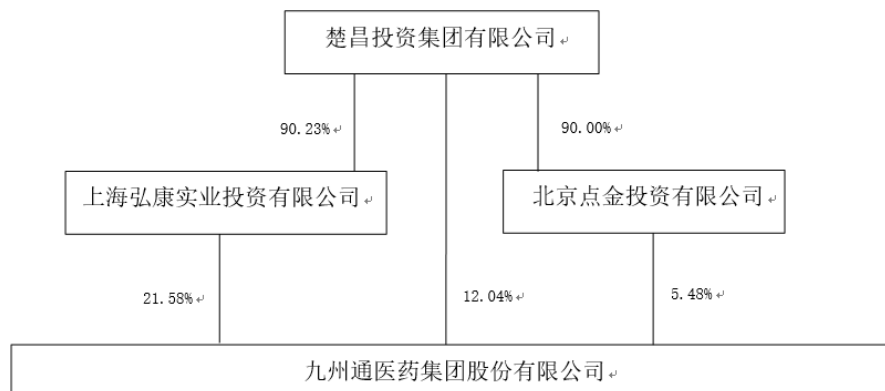 楚昌投资集团有限公司
90.23%
90.00%
上海弘康实业投资有限公司
北京点金投资有限公司
21.58%
12.04%
5.48%
九州通医药集团股份有限公司